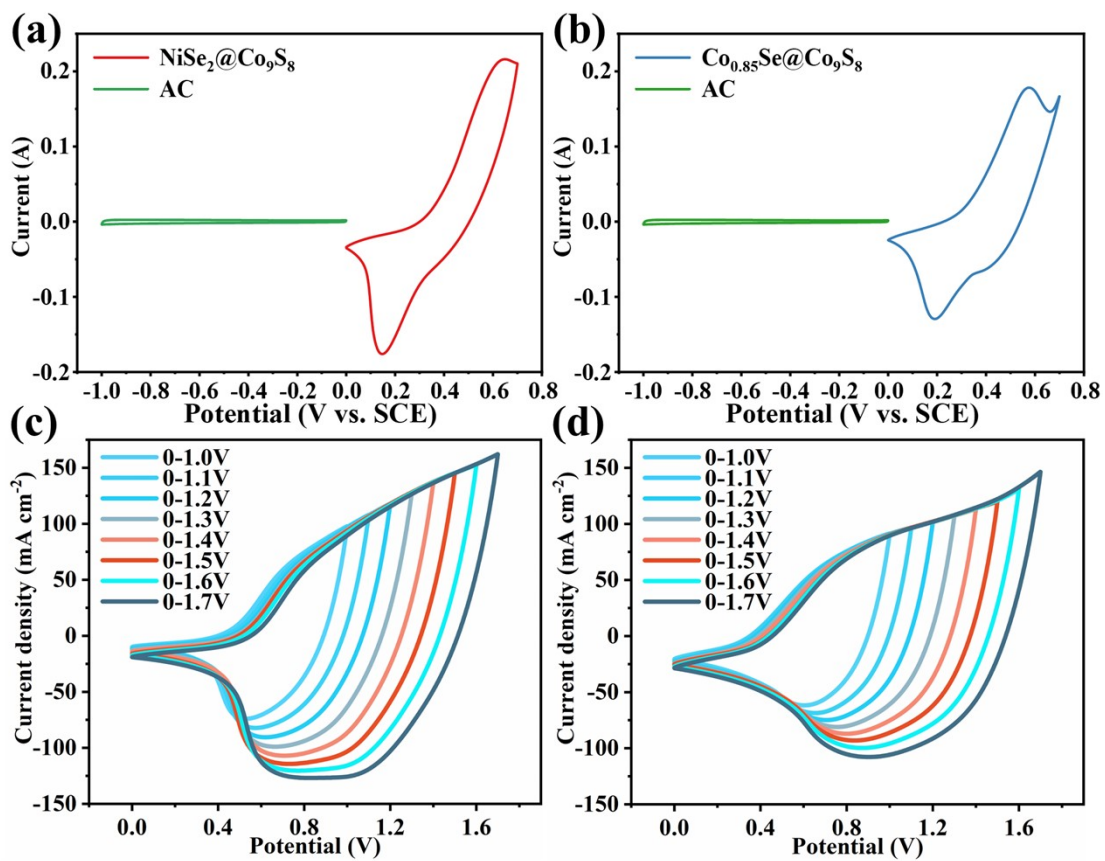 (a)
NiSe₂@Co₉S₈
AC
Current (A)
0.2
0.1
0.0
-0.1
-0.2
-1.0 -0.8 -0.6 -0.4 -0.2 0.0 0.2 0.4 0.6 0.8
Potential (V vs. SCE)
(b)
Co₀.₈₅Se@Co₉S₈
AC
Current (A)
0.2
0.1
0.0
-0.1
-0.2
-1.0 -0.8 -0.6 -0.4 -0.2 0.0 0.2 0.4 0.6 0.8
Potential (V vs. SCE)
(c)
0-1.0V
0-1.1V
0-1.2V
0-1.3V
0-1.4V
0-1.5V
0-1.6V
0-1.7V
Current density (mA cm⁻²)
150
100
50
0
-50
-100
-150
0.0 0.4 0.8 1.2 1.6
Potential (V)
(d)
0-1.0V
0-1.1V
0-1.2V
0-1.3V
0-1.4V
0-1.5V
0-1.6V
0-1.7V
Current density (mA cm⁻²)
150
100
50
0
-50
-100
-150
0.0 0.4 0.8 1.2 1.6
Potential (V)